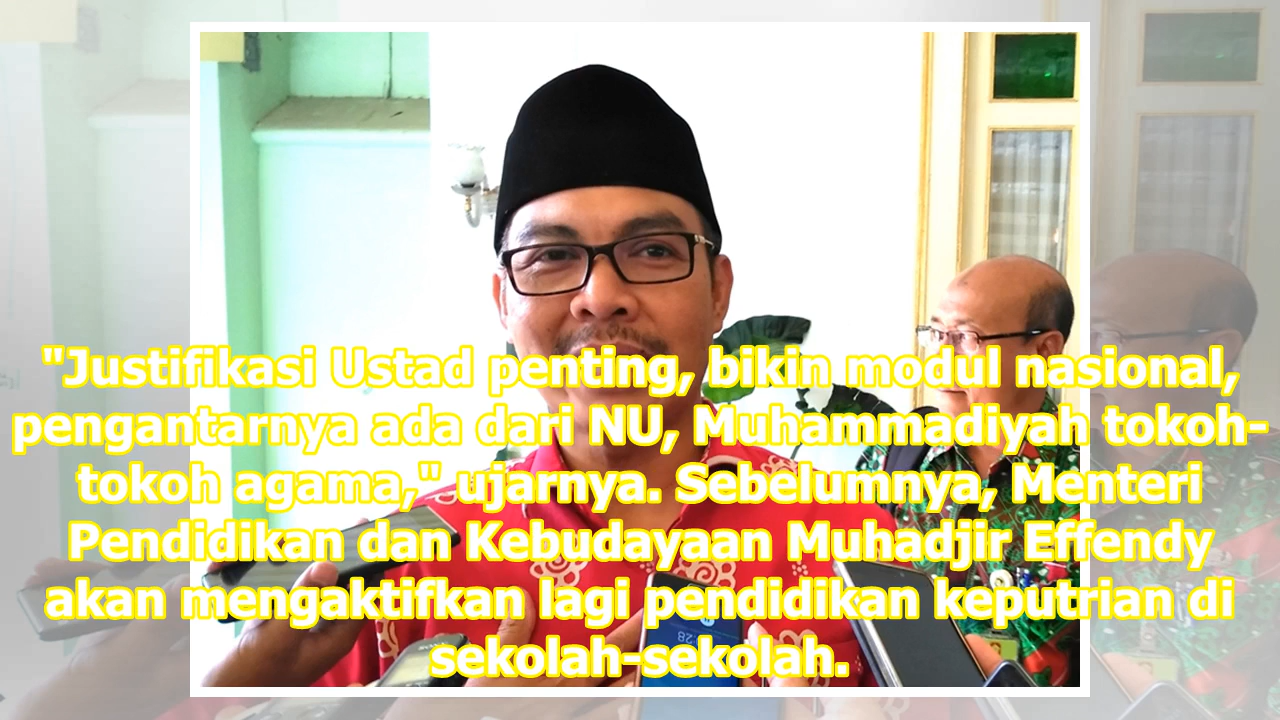 "Justifikasi Ustad penting, bikin modul nasional,
pengantarnya ada dari NU, Muhammadiyah tokoh-
tokoh agama," ujarnya. Sebelumnya, Menteri
Pendidikan dan Kebudayaan Muhadjir Effendy
akan mengaktifkan lagi pendidikan keputrian di
sekolah-sekolah.